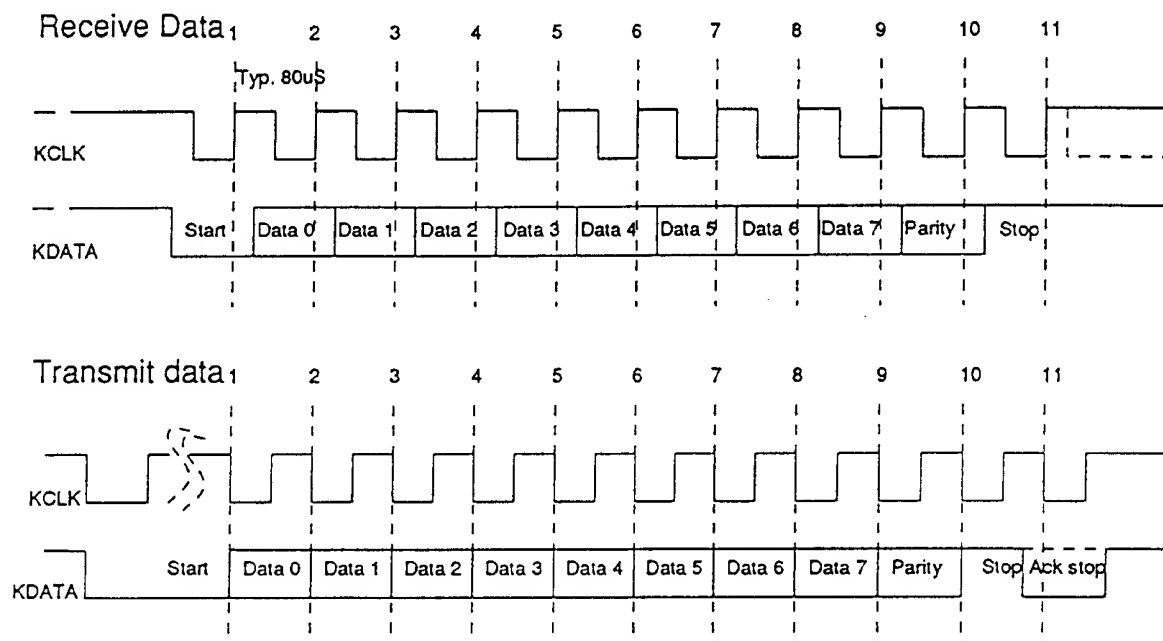 Receive Data 1 2 3 4 5 6 7 8 9 10 11
Typ. 80uS
KCLK
Start Data 0 Data 1 Data 2 Data 3 Data 4 Data 5 Data 6 Data 7 Parity Stop
KDATA
Transmit data 1 2 3 4 5 6 7 8 9 10 11
KCLK
Start Data 0 Data 1 Data 2 Data 3 Data 4 Data 5 Data 6 Data 7 Parity Stop Ack stop
KDATA